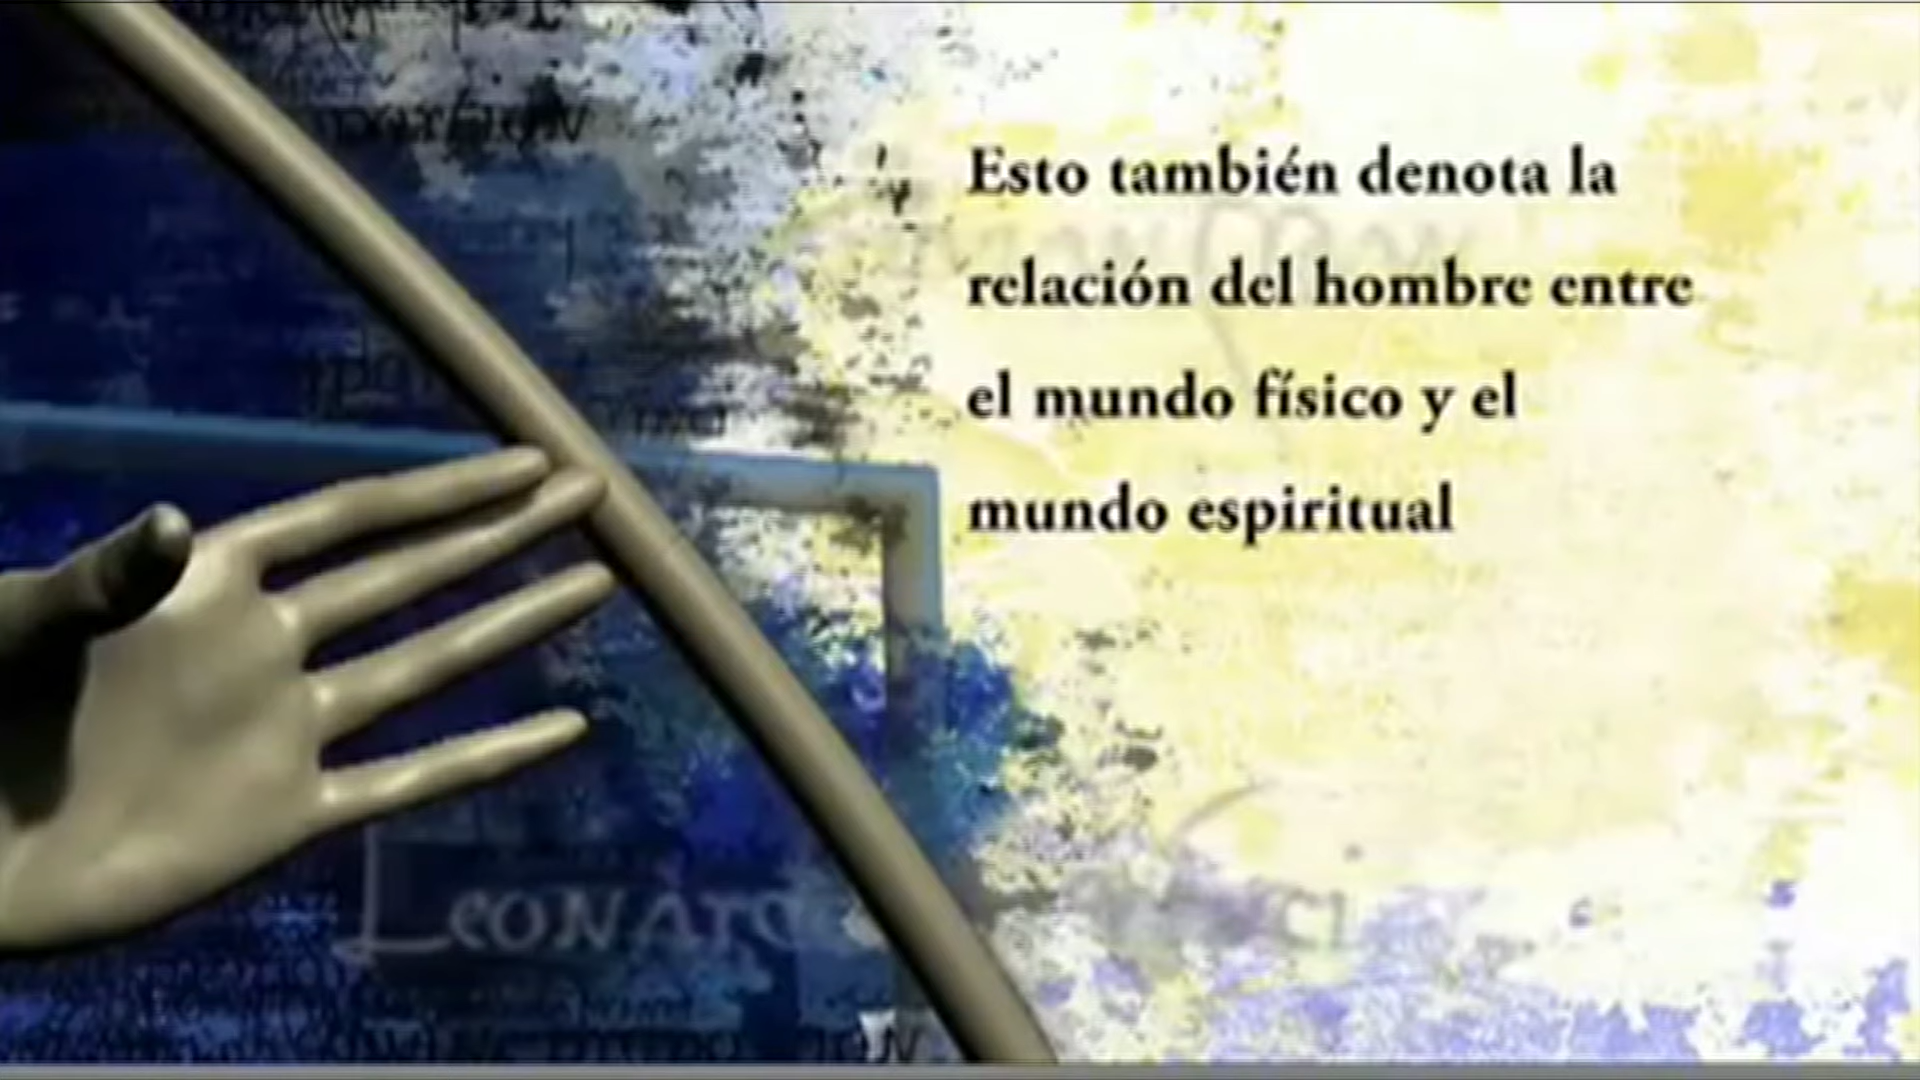 Esto también denota la
relación del hombre entre
el mundo físico y el
mundo espiritual